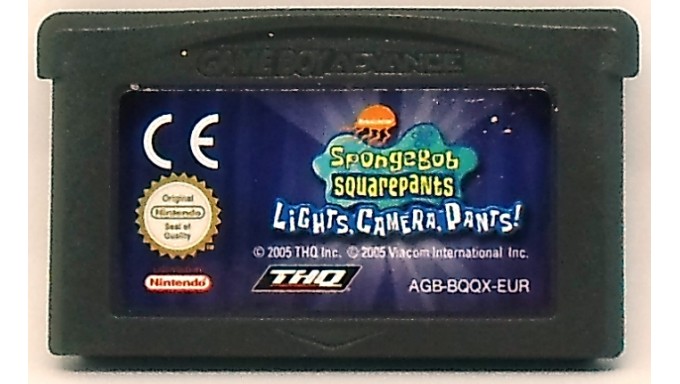 GAME BOY ADVANCE
CE
Nickelodeon
SpongeBob
SquarePants
Lights, Camera, Pants!
Original
Nintendo
Seal of
Quality
© 2005 THQ Inc. © 2005 Viacom International Inc.
Nintendo
THQ
AGB-BQQX-EUR